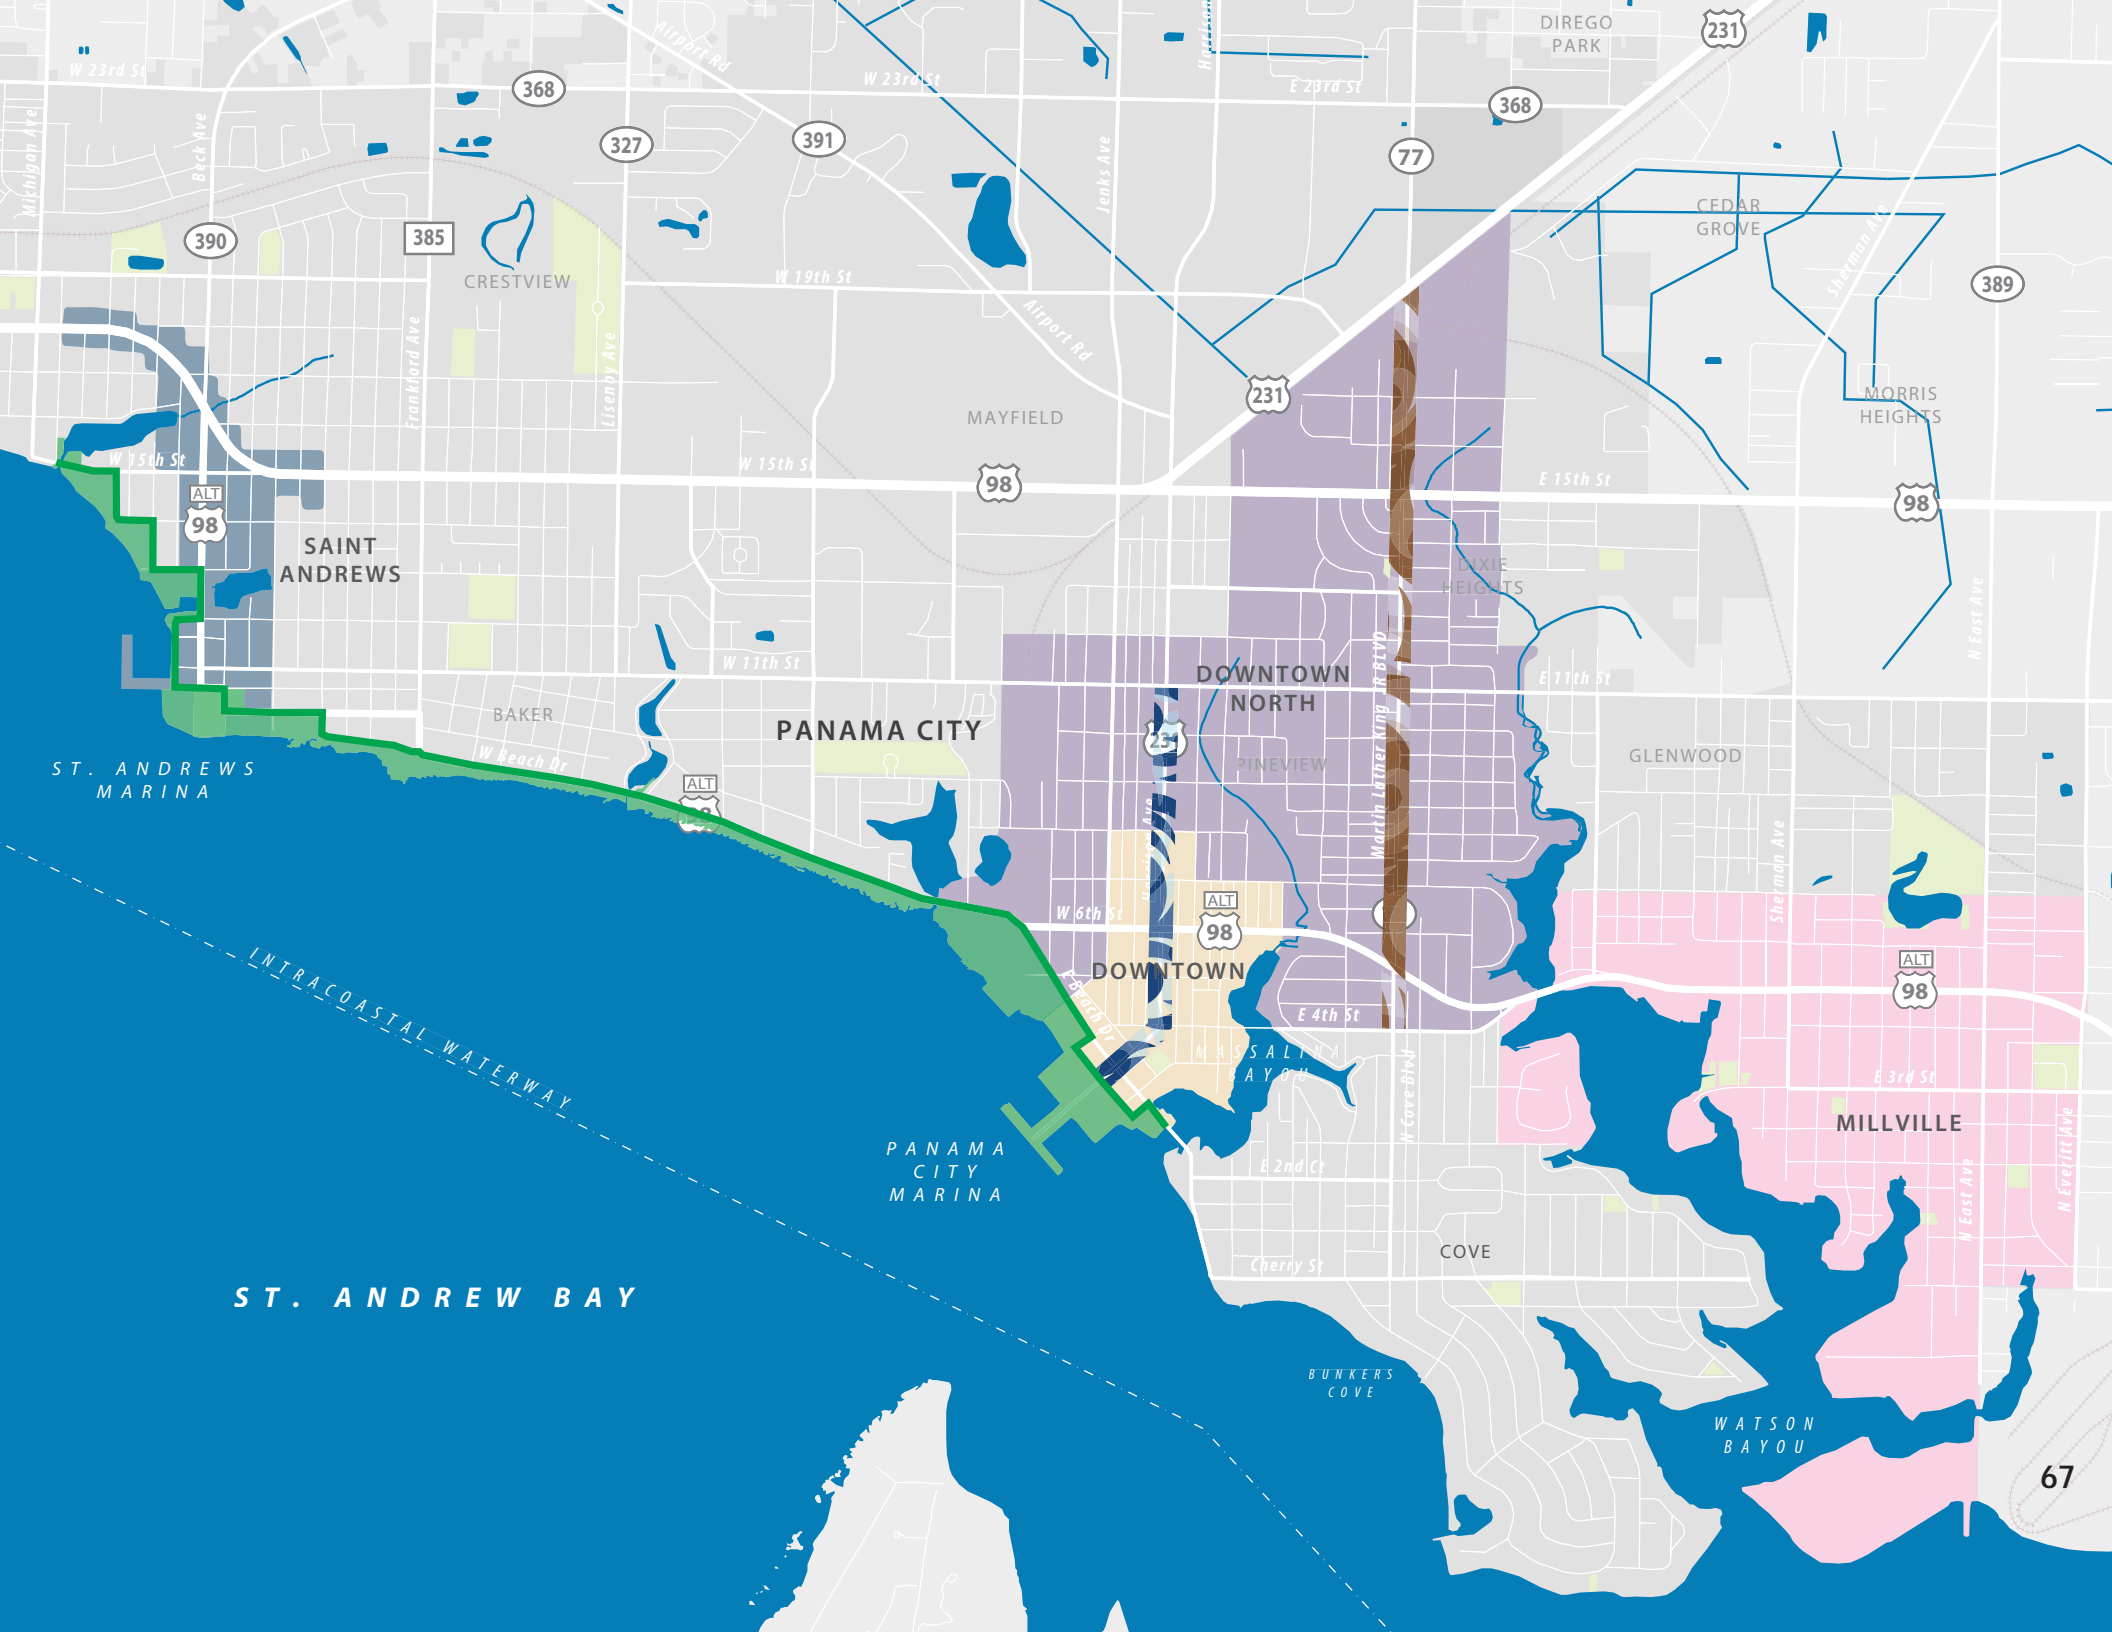 DIREGO
PARK
231
Airport Rd
Harrison
W 23rd St
W 23rd St
E 23rd St
368
368
Michigan Ave
Beck Ave
327
391
77
Jenks Ave
CEDAR
GROVE
390
385
Sherman Ave
CRESTVIEW
W 19th St
389
Airport Rd
Frankford Ave
Lisenby Ave
231
MORRIS
HEIGHTS
MAYFIELD
W 15th St
W 15th St
98
E 15th St
98
ALT
98
SAINT
ANDREWS
DIXIE
HEIGHTS
N East Ave
W 11th St
DOWNTOWN
NORTH
E 11th St
Martin Luther King JR BLVD
BAKER
PANAMA CITY
231
PINEVIEW
GLENWOOD
W Beach Dr
ST. ANDREWS
MARINA
ALT
98
Harrison Ave
Sherman Ave
W 6th St
ALT
98
DOWNTOWN
ALT
98
E Beach Dr
INTRACOASTAL WATERWAY
E 4th St
MASSALINA
BAYOU
N Cove Blvd
E 3rd St
MILLVILLE
PANAMA
CITY
MARINA
E 2nd Ct
N East Ave
N Everitt Ave
COVE
Cherry St
ST. ANDREW BAY
BUNKERS
COVE
WATSON
BAYOU
67